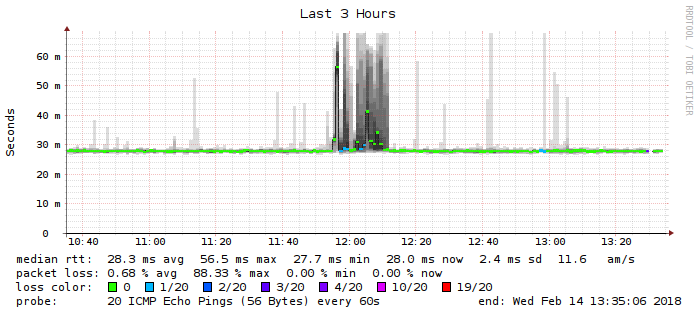 Last 3 Hours
RRDTOOL / TOBI OETIKER
Seconds
60 m
50 m
40 m
30 m
20 m
10 m
0
10:40 11:00 11:20 11:40 12:00 12:20 12:40 13:00 13:20
median rtt: 28.3 ms avg 56.5 ms max 27.7 ms min 28.0 ms now 2.4 ms sd 11.6 am/s
packet loss: 0.68 % avg 88.33 % max 0.00 % min 0.00 % now
loss color: 0 1/20 2/20 3/20 4/20 10/20 19/20
probe: 20 ICMP Echo Pings (56 Bytes) every 60s end: Wed Feb 14 13:35:06 2018